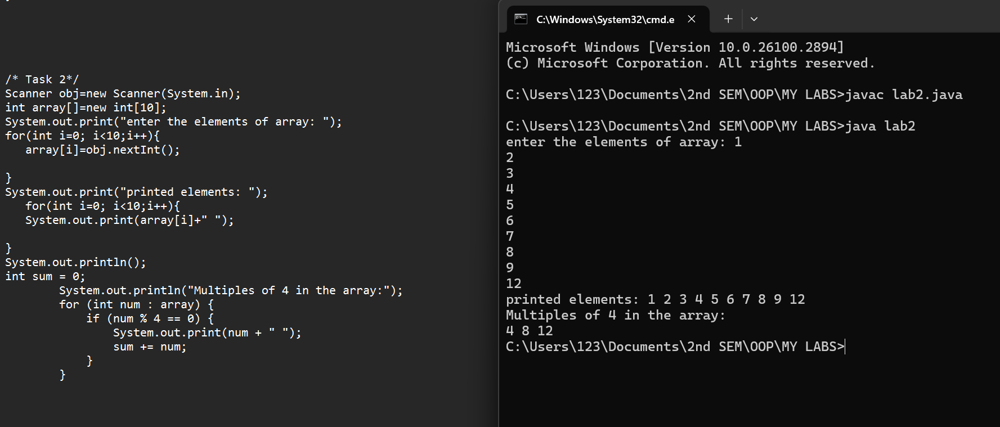 /* Task 2*/
Scanner obj=new Scanner(System.in);
int array[]=new int[10];
System.out.print("enter the elements of array: ");
for(int i=0; i<10;i++){
   array[i]=obj.nextInt();
}
System.out.print("printed elements: ");
   for(int i=0; i<10;i++){
   System.out.print(array[i]+" ");
}
System.out.println();
int sum = 0;
        System.out.println("Multiples of 4 in the array:");
        for (int num : array) {
            if (num % 4 == 0) {
                System.out.print(num + " ");
                sum += num;
            }
        }
C:\Windows\System32\cmd.e
Microsoft Windows [Version 10.0.26100.2894]
(c) Microsoft Corporation. All rights reserved.
C:\Users\123\Documents\2nd SEM\OOP\MY LABS>javac lab2.java
C:\Users\123\Documents\2nd SEM\OOP\MY LABS>java lab2
enter the elements of array: 1
2
3
4
5
6
7
8
9
12
printed elements: 1 2 3 4 5 6 7 8 9 12
Multiples of 4 in the array:
4 8 12
C:\Users\123\Documents\2nd SEM\OOP\MY LABS>